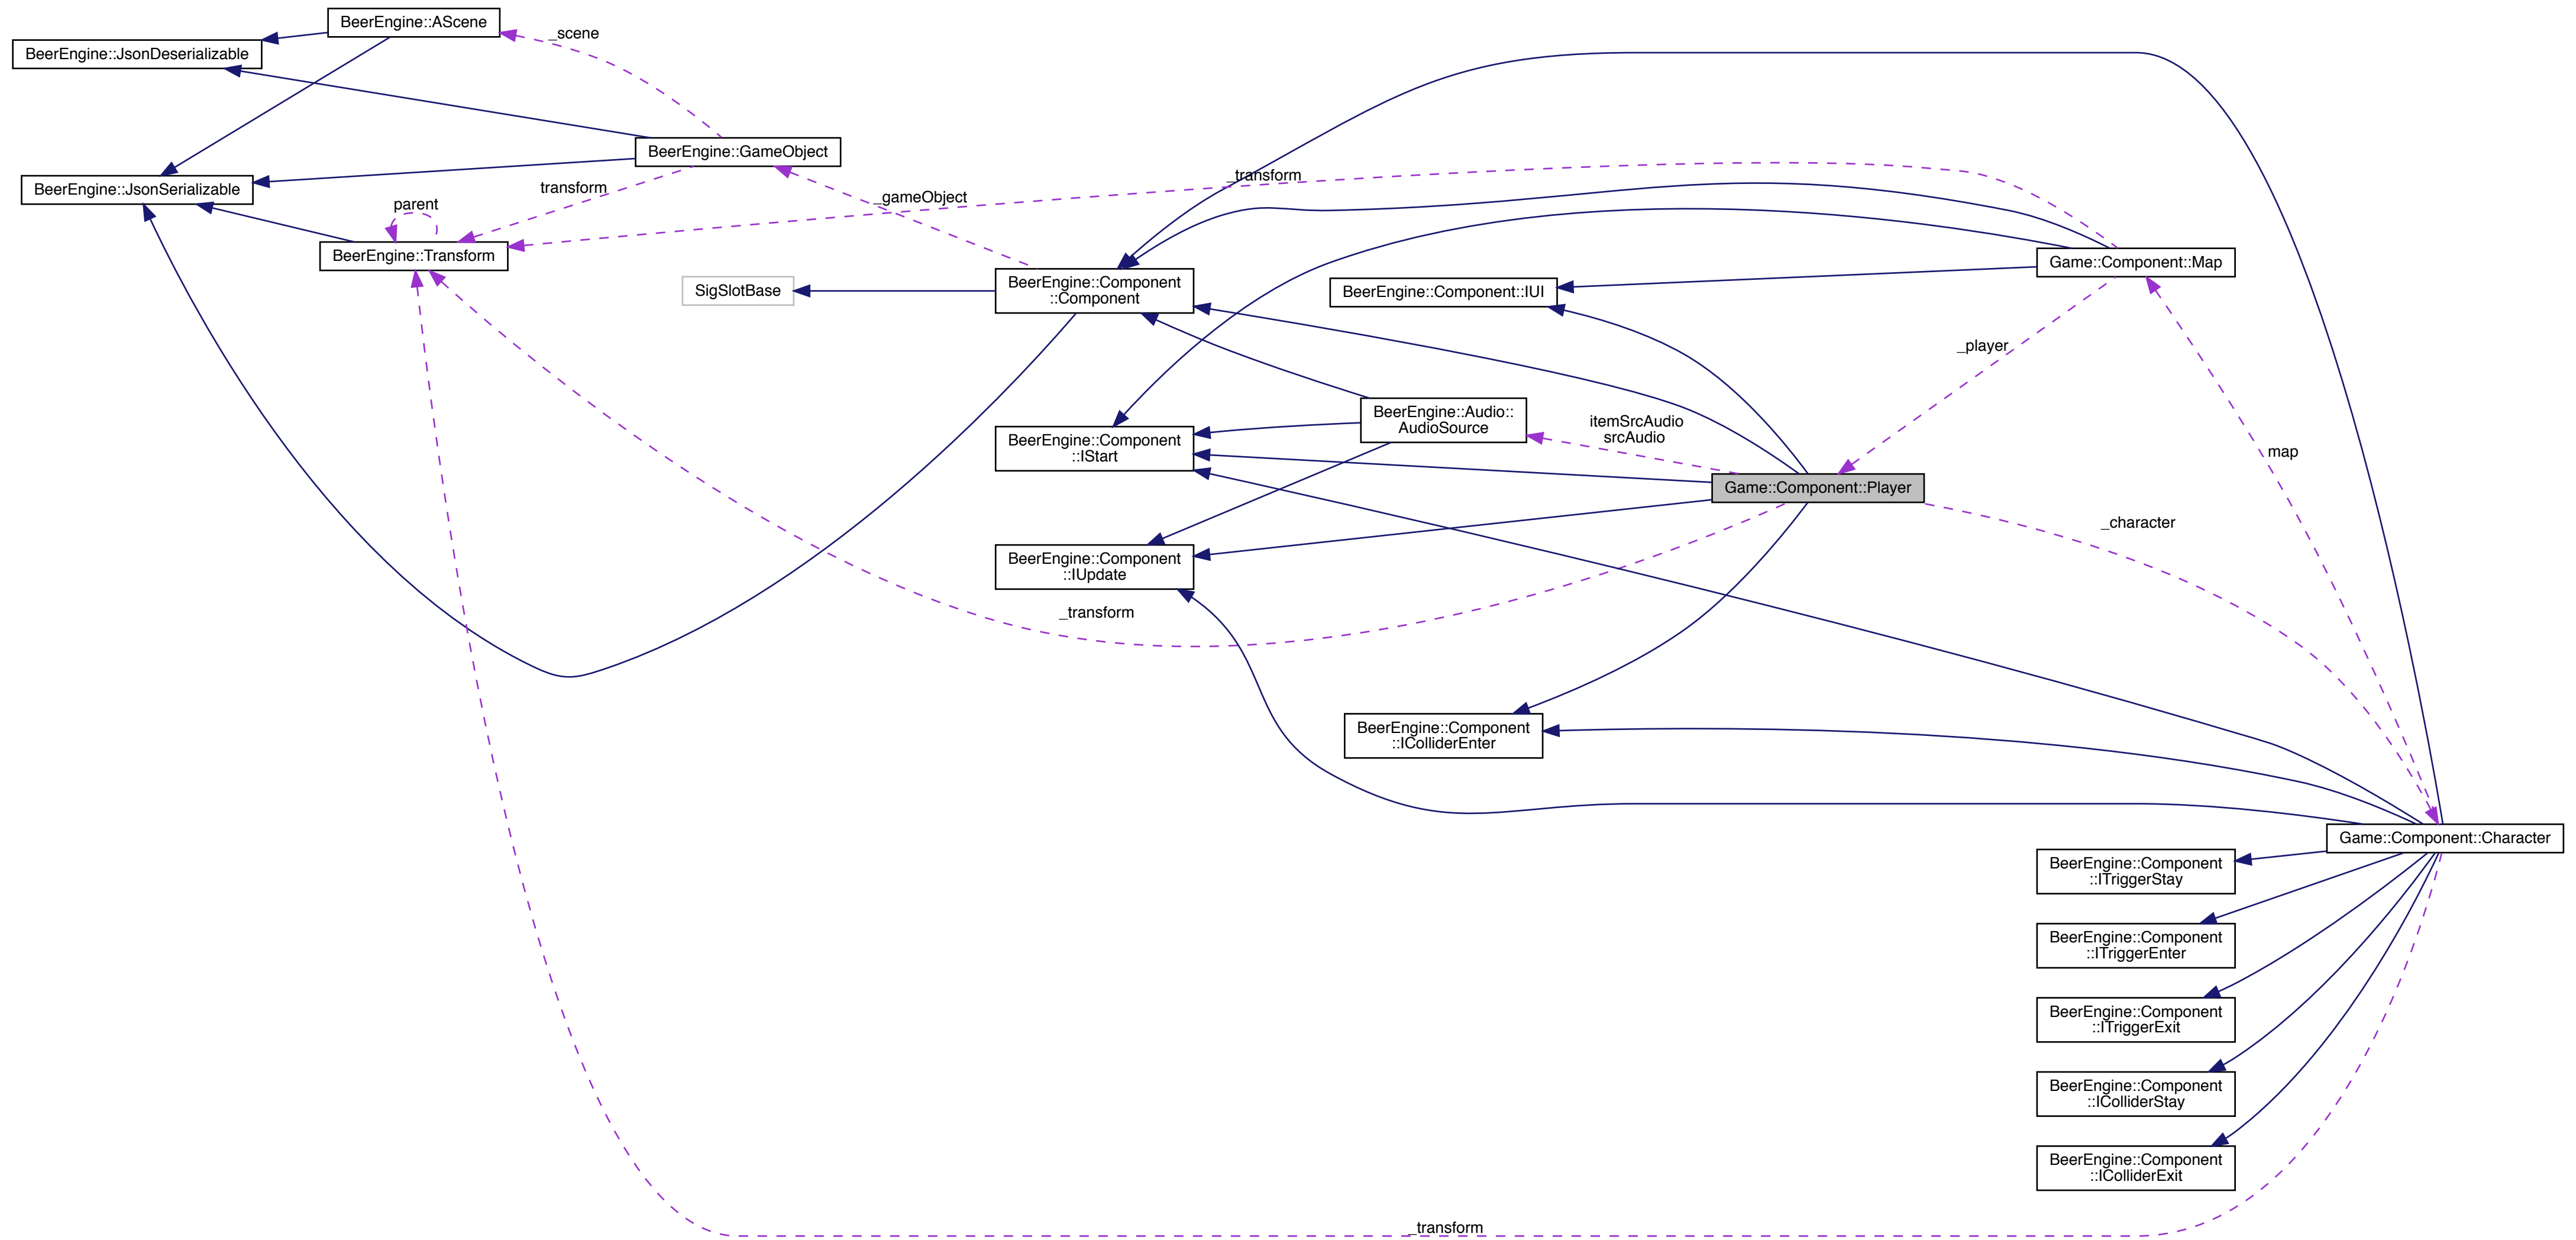 BeerEngine::AScene
_scene
BeerEngine::JsonDeserializable
BeerEngine::GameObject
_transform
BeerEngine::JsonSerializable
transform
parent
_gameObject
BeerEngine::Transform
Game::Component::Map
SigSlotBase
BeerEngine::Component
::Component
BeerEngine::Component::IUI
_player
BeerEngine::Audio::
AudioSource
itemSrcAudio
srcAudio
BeerEngine::Component
::IStart
map
Game::Component::Player
_character
BeerEngine::Component
::IUpdate
_transform
BeerEngine::Component
::IColliderEnter
Game::Component::Character
BeerEngine::Component
::ITriggerStay
BeerEngine::Component
::ITriggerEnter
BeerEngine::Component
::ITriggerExit
BeerEngine::Component
::IColliderStay
BeerEngine::Component
::IColliderExit
_transform